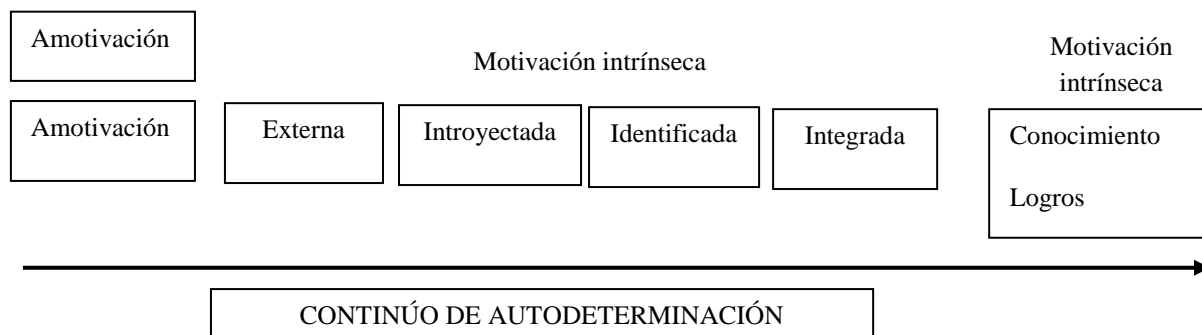 Amotivación
Motivación intrínseca
Motivación
intrínseca
Amotivación
Externa
Introyectada
Identificada
Integrada
Conocimiento
Logros
CONTINÚO DE AUTODETERMINACIÓN